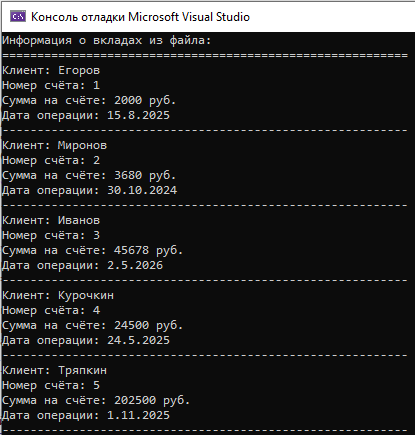 Консоль отладки Microsoft Visual Studio
Информация о вкладах из файла:
======================================================
Клиент: Егоров
Номер счёта: 1
Сумма на счёте: 2000 руб.
Дата операции: 15.8.2025
------------------------------------------------------
Клиент: Миронов
Номер счёта: 2
Сумма на счёте: 3680 руб.
Дата операции: 30.10.2024
------------------------------------------------------
Клиент: Иванов
Номер счёта: 3
Сумма на счёте: 45678 руб.
Дата операции: 2.5.2026
------------------------------------------------------
Клиент: Курочкин
Номер счёта: 4
Сумма на счёте: 24500 руб.
Дата операции: 24.5.2025
------------------------------------------------------
Клиент: Тряпкин
Номер счёта: 5
Сумма на счёте: 202500 руб.
Дата операции: 1.11.2025
------------------------------------------------------